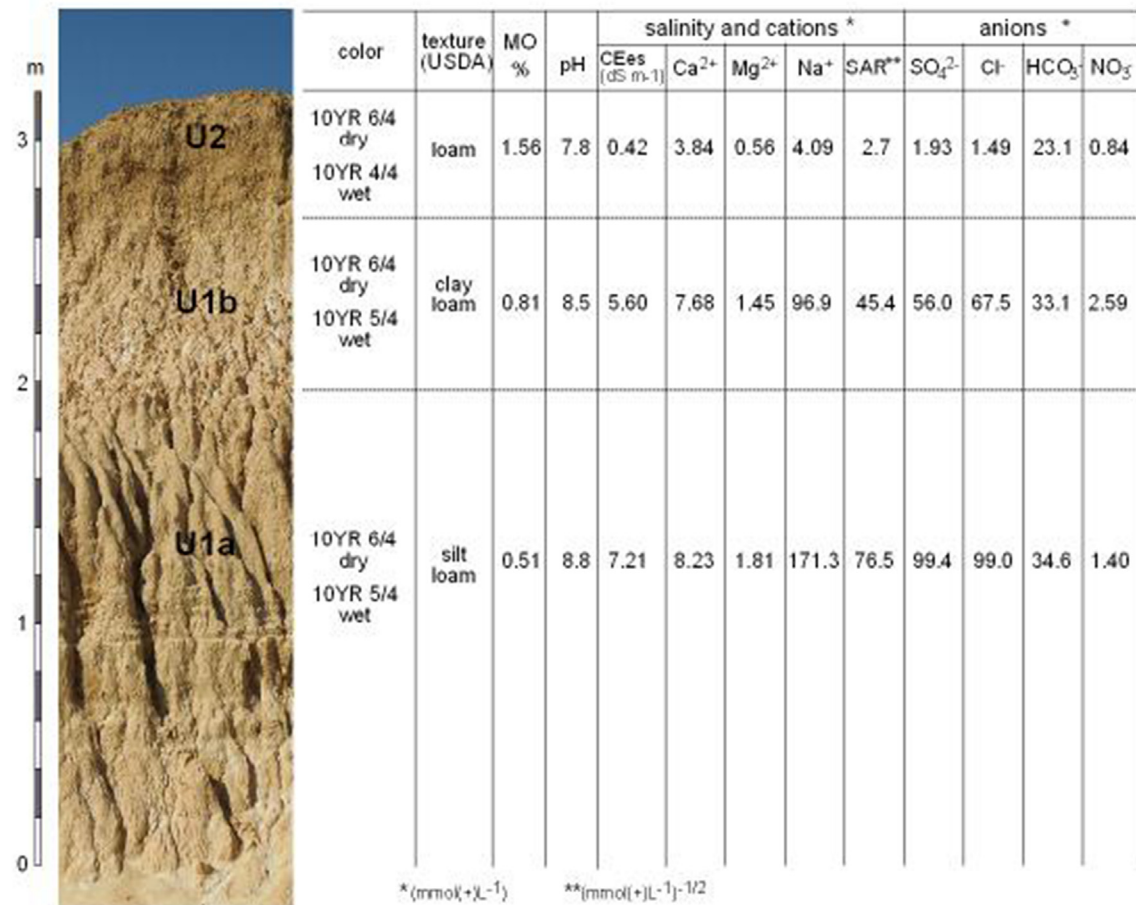 salinity and cations * anions *
color texture (USDA) MO % pH CEes (dS m-1) Ca2+ Mg2+ Na+ SAR** SO42- Cl- HCO3- NO3-
m
3
2
1
0
U2
10YR 6/4
dry
10YR 4/4
wet
loam 1.56 7.8 0.42 3.84 0.56 4.09 2.7 1.93 1.49 23.1 0.84
U1b
10YR 6/4
dry
10YR 5/4
wet
clay
loam
0.81 8.5 5.60 7.68 1.45 96.9 45.4 56.0 67.5 33.1 2.59
U1a
10YR 6/4
dry
10YR 5/4
wet
silt
loam
0.51 8.8 7.21 8.23 1.81 171.3 76.5 99.4 99.0 34.6 1.40
*(mmol(+)L-1) **(mmol(+)L-1)-1/2